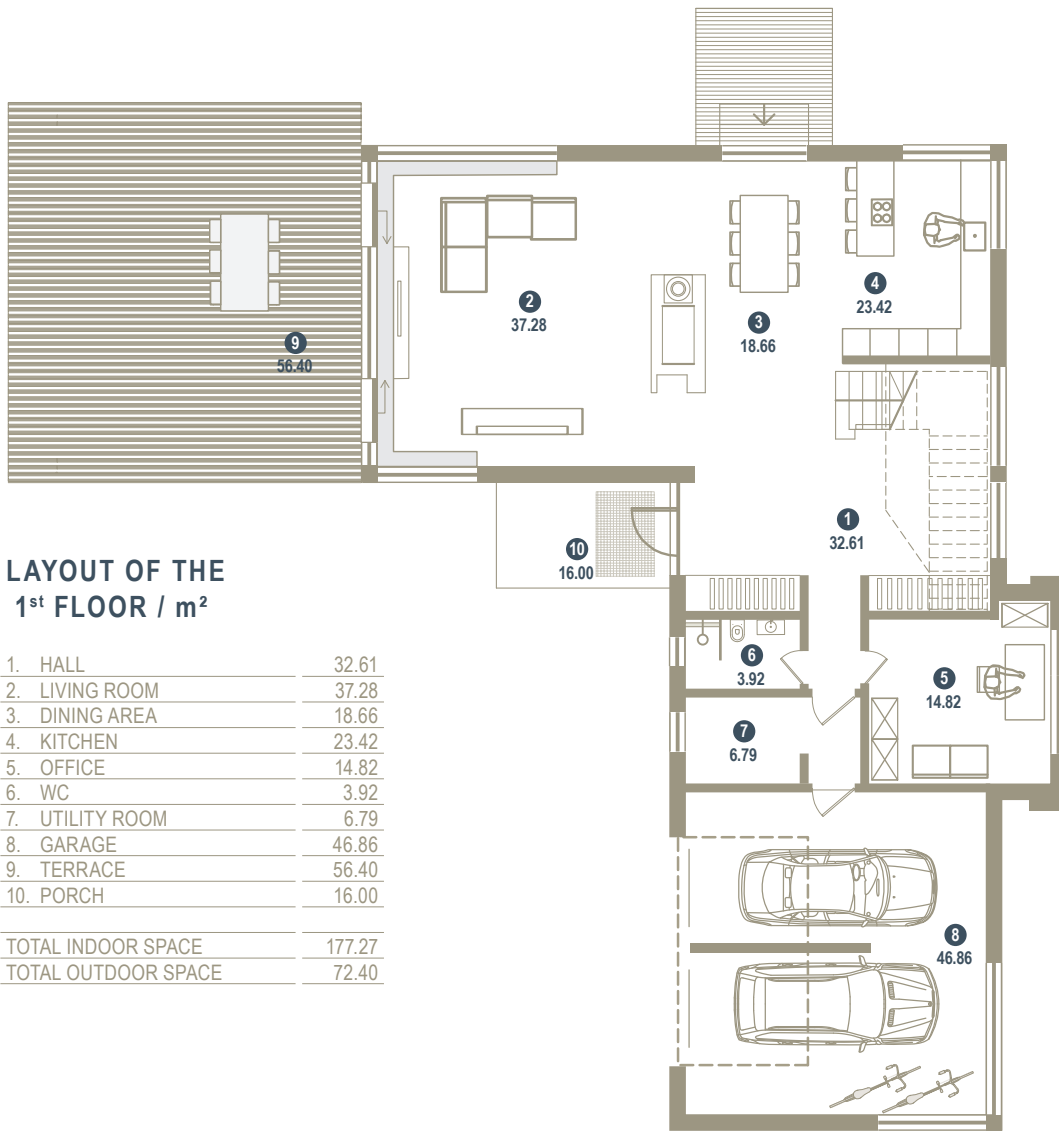 9
56.40
2
37.28
3
18.66
4
23.42
1
32.61
10
16.00
6
3.92
5
14.82
7
6.79
8
46.86
LAYOUT OF THE
1st FLOOR / m²
1. HALL 32.61
2. LIVING ROOM 37.28
3. DINING AREA 18.66
4. KITCHEN 23.42
5. OFFICE 14.82
6. WC 3.92
7. UTILITY ROOM 6.79
8. GARAGE 46.86
9. TERRACE 56.40
10. PORCH 16.00
TOTAL INDOOR SPACE 177.27
TOTAL OUTDOOR SPACE 72.40